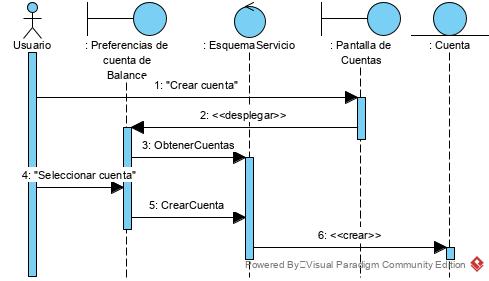 Usuario
: Preferencias de
cuenta de
Balance
: EsquemaServicio
: Pantalla de
Cuentas
: Cuenta
1: "Crear cuenta"
2: <<desplegar>>
3: ObtenerCuentas
4: "Seleccionar cuenta"
5: CrearCuenta
6: <<crear>>
Powered By Visual Paradigm Community Edition